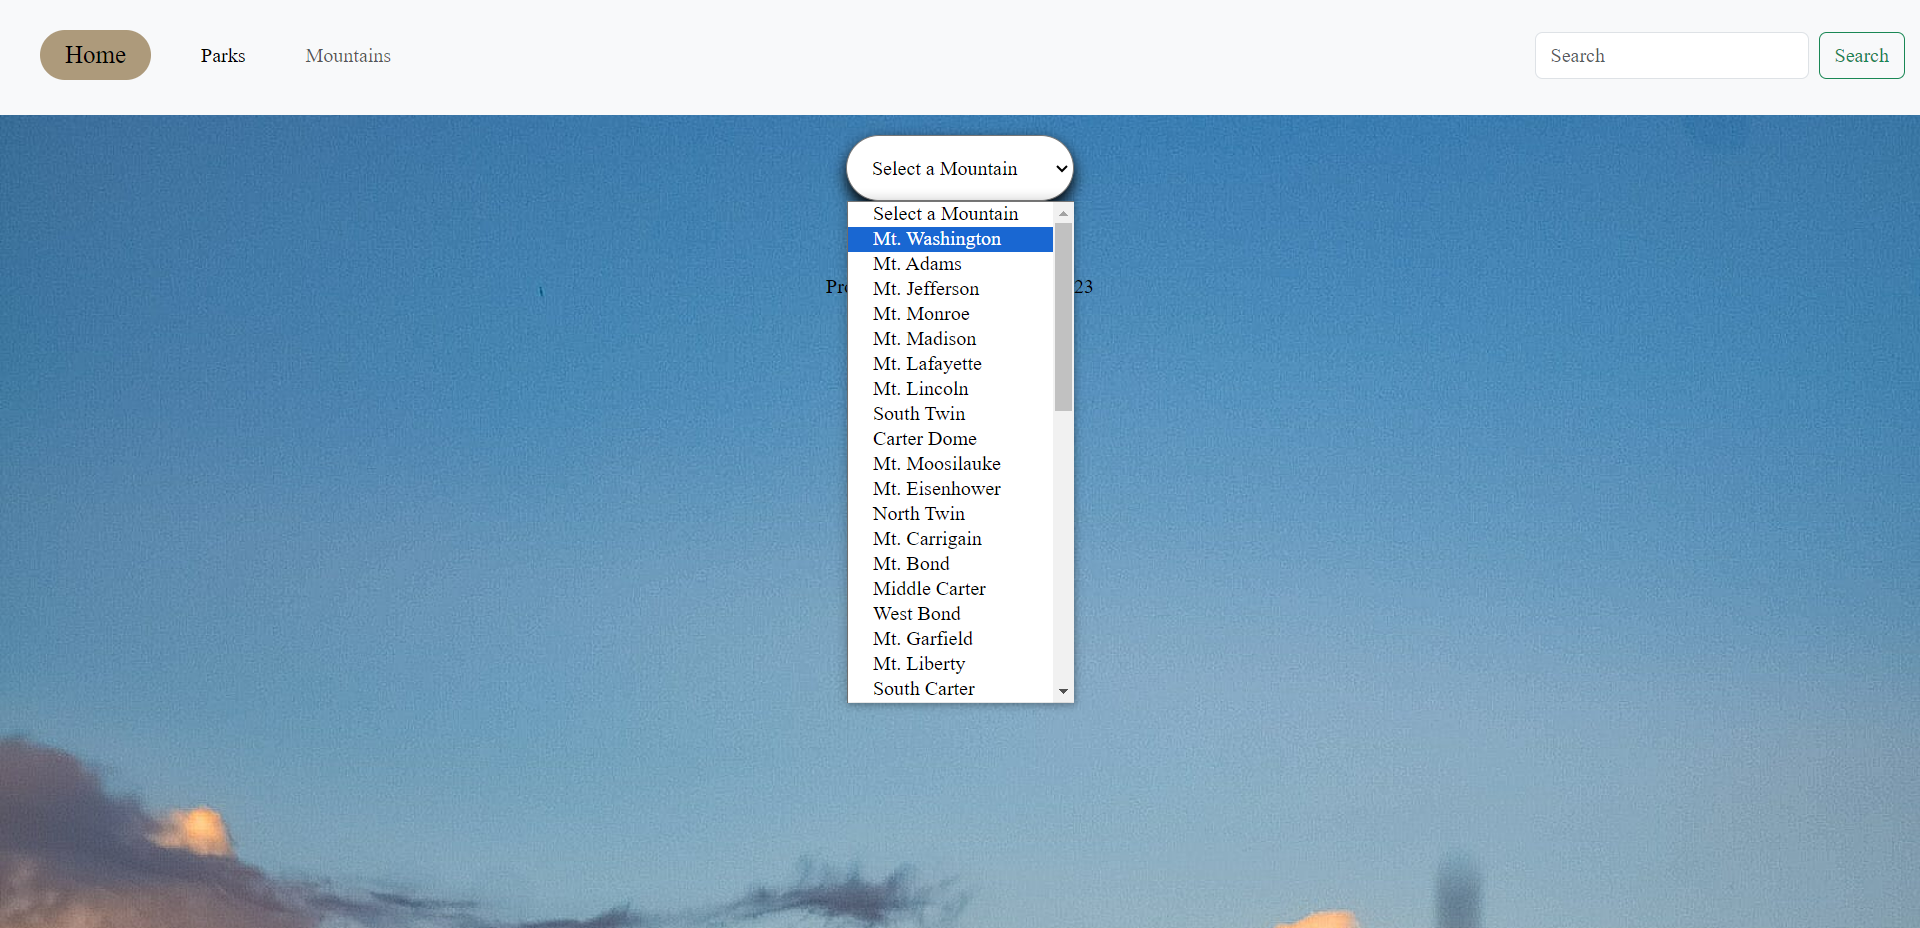 Home Parks Mountains Search Search
Select a Mountain
Select a Mountain
Mt. Washington
Mt. Adams
Mt. Jefferson
Mt. Monroe
Mt. Madison
Mt. Lafayette
Mt. Lincoln
South Twin
Carter Dome
Mt. Moosilauke
Mt. Eisenhower
North Twin
Mt. Carrigain
Mt. Bond
Middle Carter
West Bond
Mt. Garfield
Mt. Liberty
South Carter
23